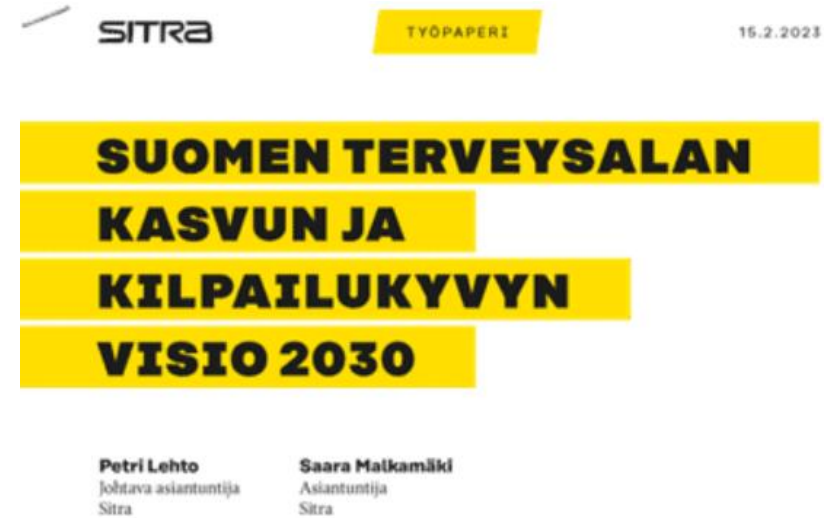 SITRA
TYÖPAPERI
15.2.2023
SUOMEN TERVEYSALAN
KASVUN JA
KILPAILUKYVYN
VISIO 2030
Petri Lehto
Johtava asiantuntija
Sitra
Saara Malkamäki
Asiantuntija
Sitra